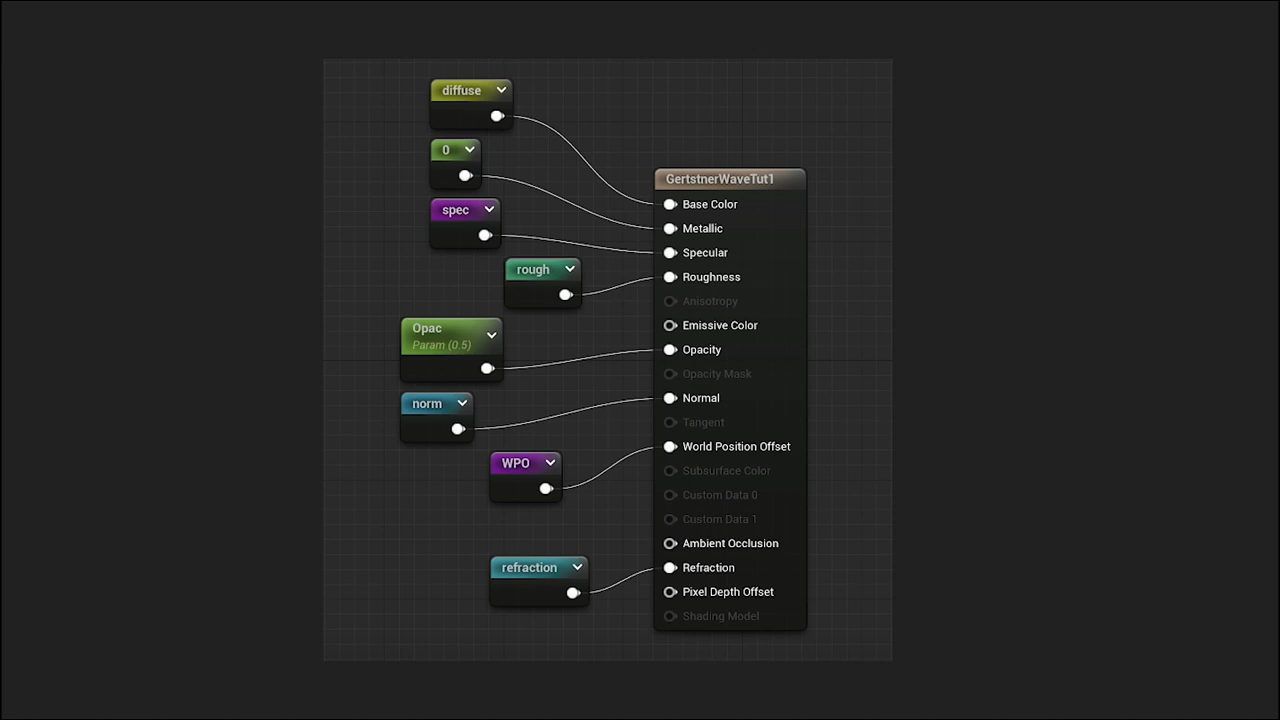 diffuse
0
spec
rough
Opac
Param (0.5)
norm
WPO
refraction
GertstnerWaveTut1
Base Color
Metallic
Specular
Roughness
Anisotropy
Emissive Color
Opacity
Opacity Mask
Normal
Tangent
World Position Offset
Subsurface Color
Custom Data 0
Custom Data 1
Ambient Occlusion
Refraction
Pixel Depth Offset
Shading Model